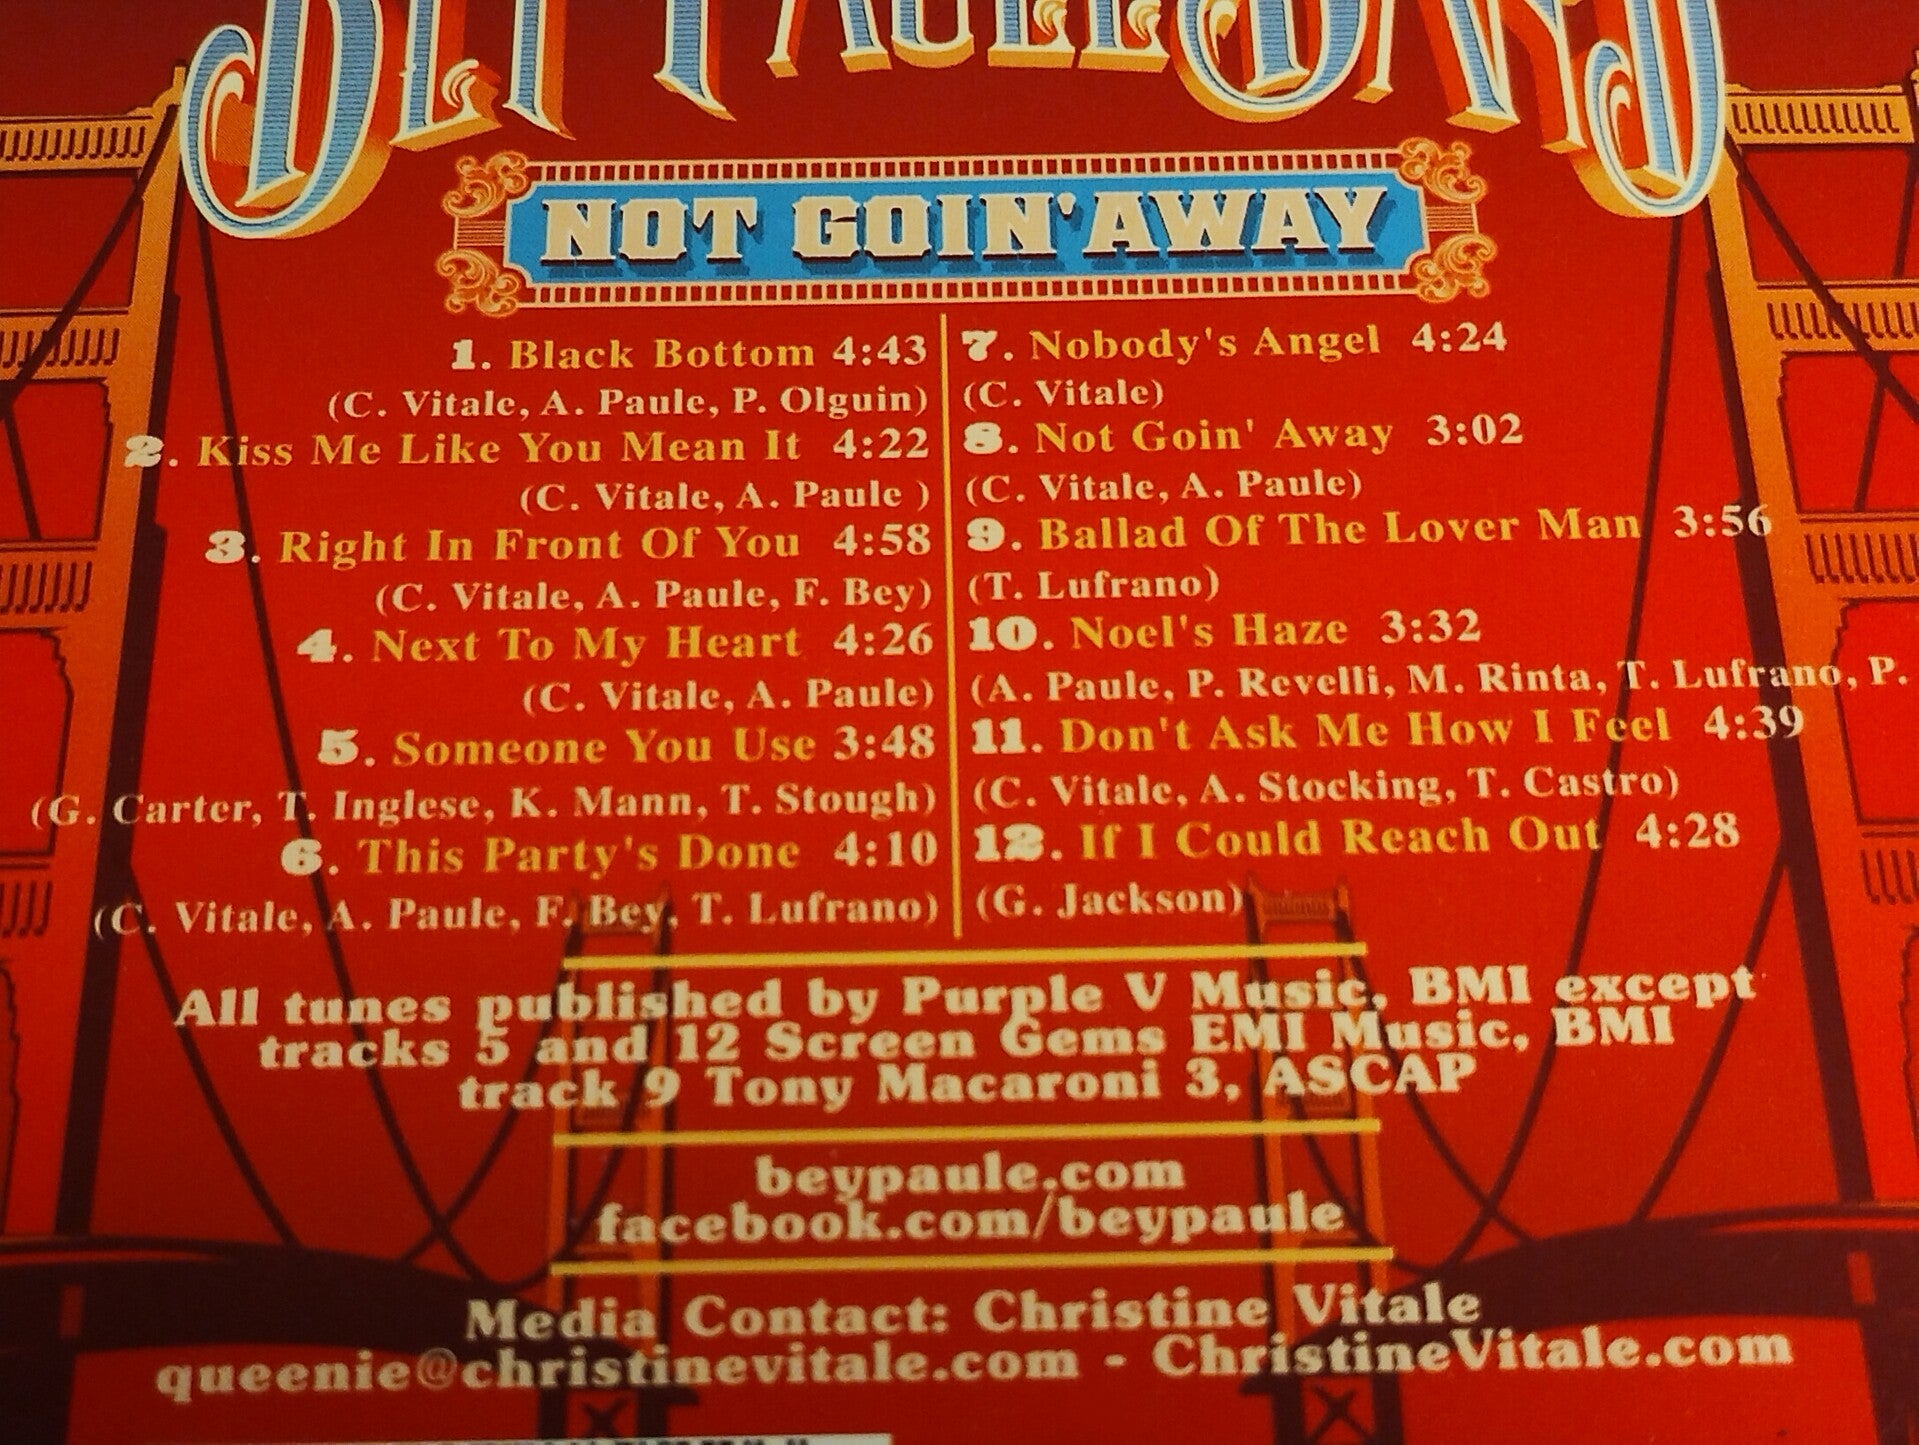 BEY PAULE BAND
NOT GOIN' AWAY
1. Black Bottom 4:43
(C. Vitale, A. Paule, P. Olguin)
2. Kiss Me Like You Mean It 4:22
(C. Vitale, A. Paule )
3. Right In Front Of You 4:58
(C. Vitale, A. Paule, F. Bey)
4. Next To My Heart 4:26
(C. Vitale, A. Paule)
5. Someone You Use 3:48
(G. Carter, T. Inglese, K. Mann, T. Stough)
6. This Party's Done 4:10
(C. Vitale, A. Paule, F. Bey, T. Lufrano)
7. Nobody's Angel 4:24
(C. Vitale)
8. Not Goin' Away 3:02
(C. Vitale, A. Paule)
9. Ballad Of The Lover Man 3:56
(T. Lufrano)
10. Noel's Haze 3:32
(A. Paule, P. Revelli, M. Rinta, T. Lufrano, P.
11. Don't Ask Me How I Feel 4:39
(C. Vitale, A. Stocking, T. Castro)
12. If I Could Reach Out 4:28
(G. Jackson)
All tunes published by Purple V Music, BMI except
tracks 5 and 12 Screen Gems EMI Music, BMI
track 9 Tony Macaroni 3, ASCAP
beypaule.com
facebook.com/beypaule
Media Contact: Christine Vitale
queenie@christinevitale.com - ChristineVitale.com